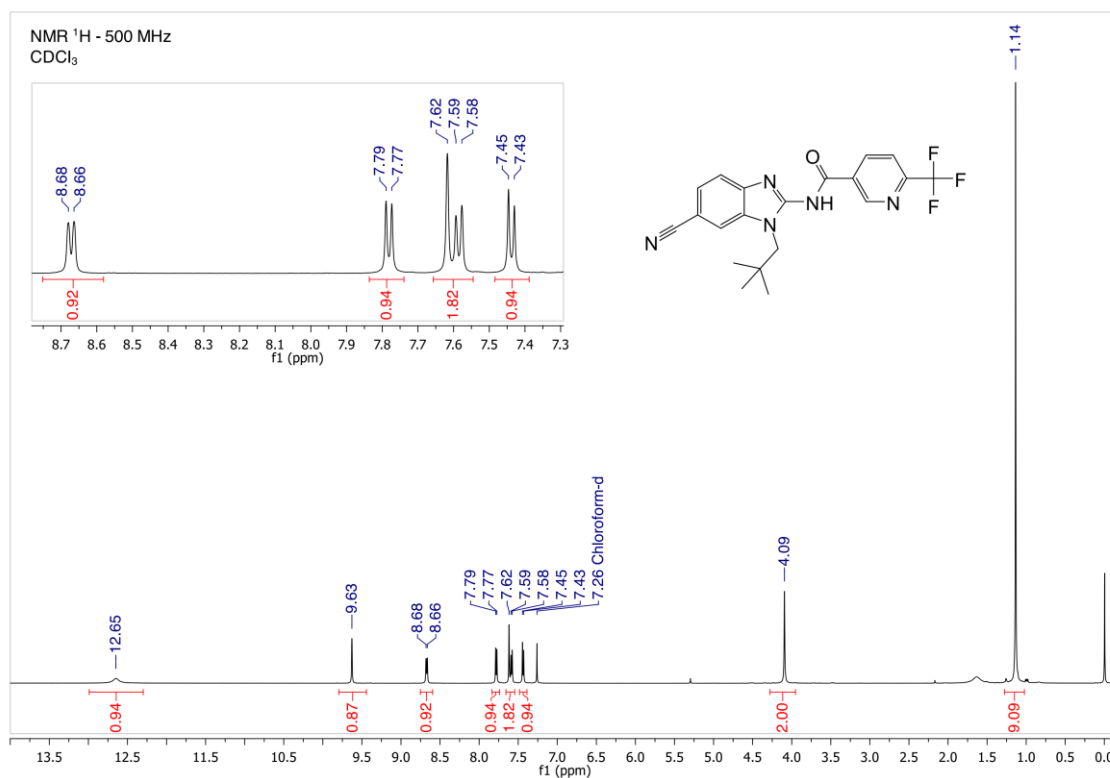 NMR ¹H - 500 MHz
CDCl₃
8.68
8.66
7.79
7.77
7.62
7.59
7.58
7.45
7.43
0.92
0.94
1.82
0.94
8.7 8.6 8.5 8.4 8.3 8.2 8.1 8.0 7.9 7.8 7.7 7.6 7.5 7.4 7.3
f1 (ppm)
O
F
F
F
N
N
NH
N
N
1.14
12.65
9.63
8.68
8.66
7.79
7.77
7.62
7.59
7.58
7.45
7.43
7.26 Chloroform-d
4.09
0.94
0.87
0.92
0.94
1.82
0.94
2.00
9.09
13.5 12.5 11.5 10.5 9.5 9.0 8.5 8.0 7.5 7.0 6.5 6.0 5.5 5.0 4.5 4.0 3.5 3.0 2.5 2.0 1.5 1.0 0.5 0.0
f1 (ppm)